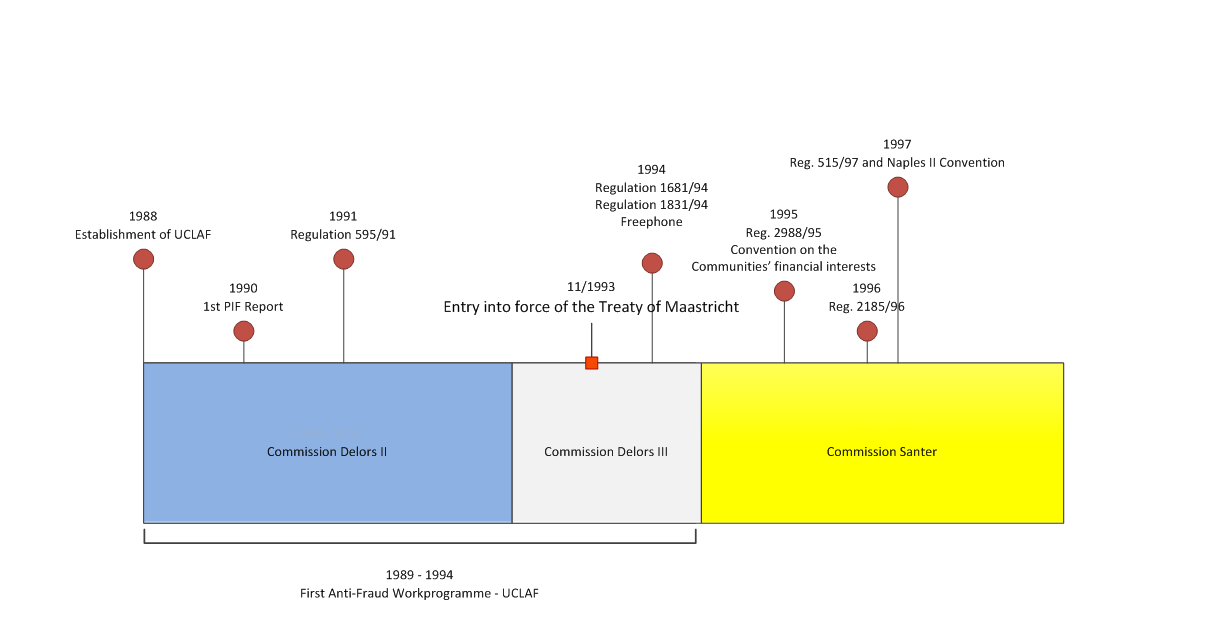 1997
Reg. 515/97 and Naples II Convention
1994
Regulation 1681/94
Regulation 1831/94
Freephone
1988
Establishment of UCLAF
1991
Regulation 595/91
1995
Reg. 2988/95
Convention on the
Communities’ financial interests
1990
1st PIF Report
11/1993
Entry into force of the Treaty of Maastricht
1996
Reg. 2185/96
Commission Delors II
Commission Delors III
Commission Santer
1989 - 1994
First Anti-Fraud Workprogramme - UCLAF